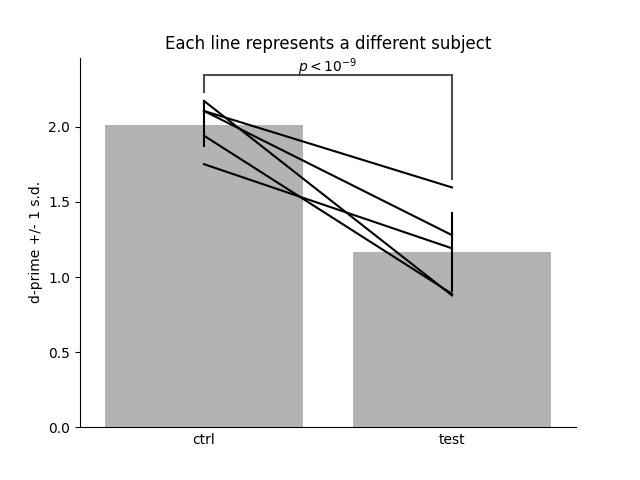 Each line represents a different subject
p < 10⁻⁹
d-prime +/- 1 s.d.
2.0
1.5
1.0
0.5
0.0
ctrl
test